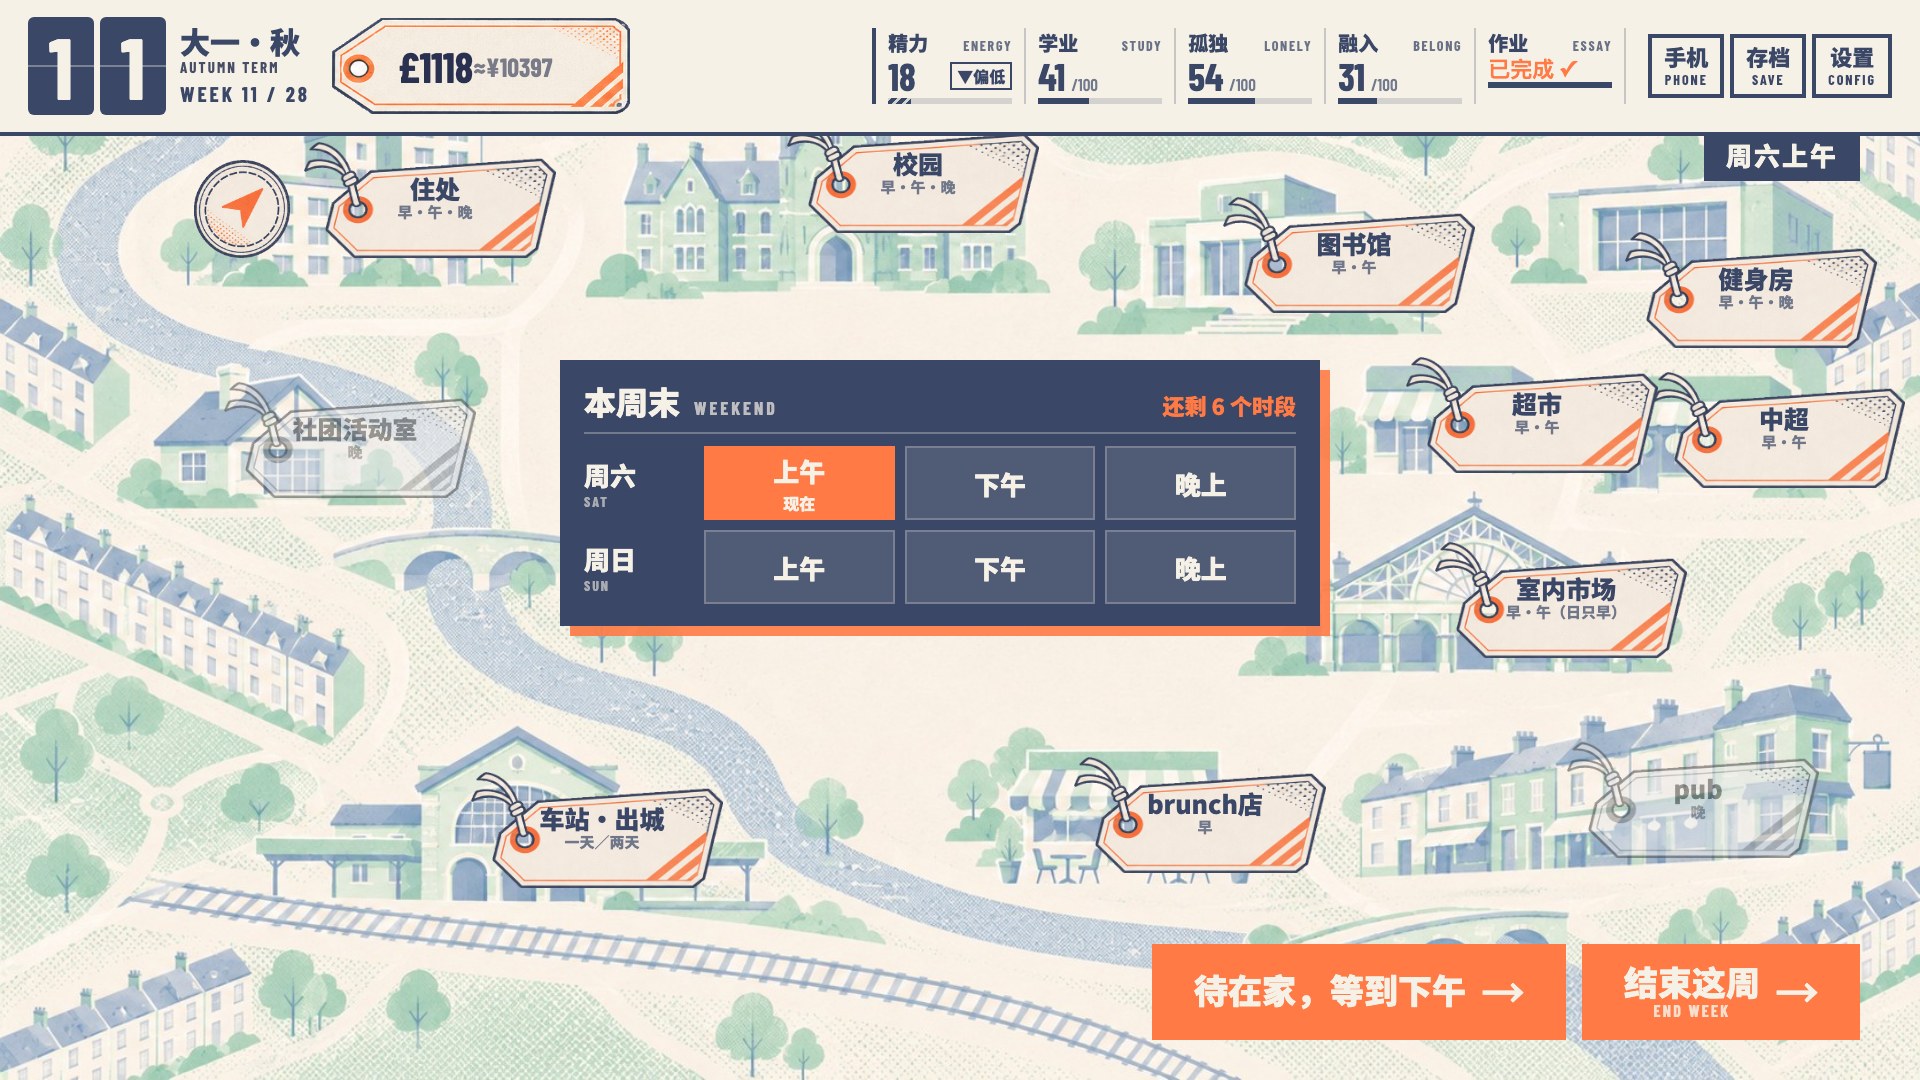 11
大一·秋
AUTUMN TERM
WEEK 11 / 28
£1118≈¥10397
精力 ENERGY
18 ▼偏低
学业 STUDY
41 /100
孤独 LONELY
54 /100
融入 BELONG
31 /100
作业 ESSAY
已完成 ✓
手机
PHONE
存档
SAVE
设置
CONFIG
周六上午
住处
早·午·晚
校园
早·午·晚
图书馆
早·午
健身房
早·午·晚
社团活动室
晚
超市
早·午
中超
早·午
本周末 WEEKEND
还剩 6 个时段
周六
SAT
上午
现在
下午
晚上
周日
SUN
上午
下午
晚上
室内市场
早·午（日只早）
车站·出城
一天／两天
brunch店
早
pub
晚
待在家，等到下午 →
结束这周 →
END WEEK